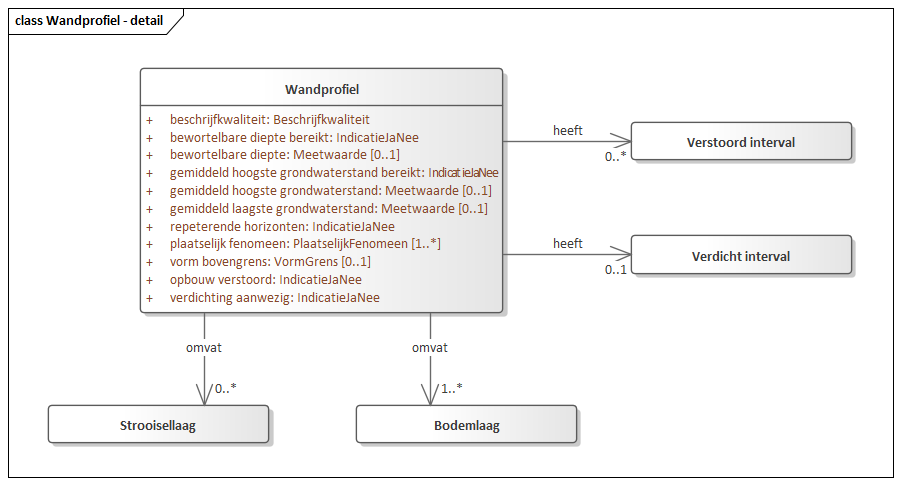 class Wandprofiel - detail
Wandprofiel
+ beschrijfkwaliteit: Beschrijfkwaliteit
+ bewortelbare diepte bereikt: IndicatieJaNee
+ bewortelbare diepte: Meetwaarde [0..1]
+ gemiddeld hoogste grondwaterstand bereikt: IndicatieJaNee
+ gemiddeld hoogste grondwaterstand: Meetwaarde [0..1]
+ gemiddeld laagste grondwaterstand: Meetwaarde [0..1]
+ repeterende horizonten: IndicatieJaNee
+ plaatselijk fenomeen: PlaatselijkFenomeen [1..*]
+ vorm bovengrens: VormGrens [0..1]
+ opbouw verstoord: IndicatieJaNee
+ verdichting aanwezig: IndicatieJaNee
heeft
0..*
Verstoord interval
heeft
0..1
Verdicht interval
omvat
0..*
Strooisellaag
omvat
1..*
Bodemlaag